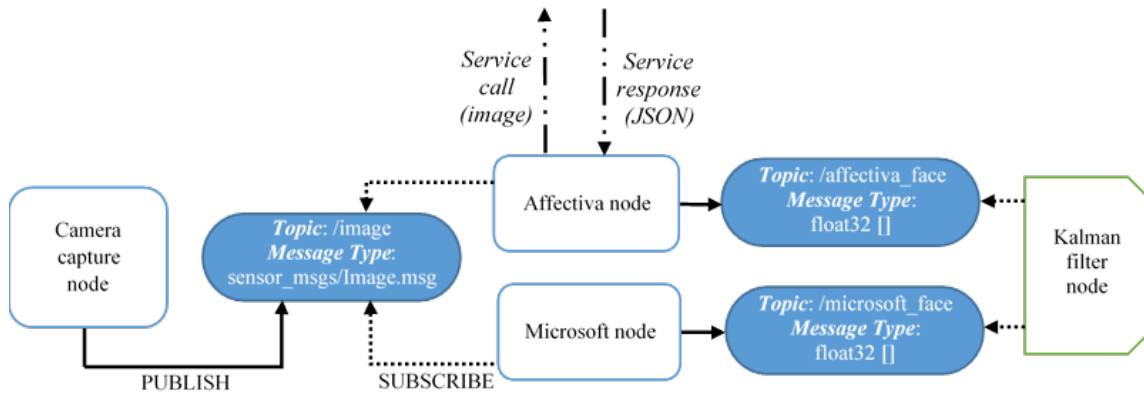 Service
call
(image)
Service
response
(JSON)
Camera
capture
node
PUBLISH
Topic: /image
Message Type:
sensor_msgs/Image.msg
SUBSCRIBE
Affectiva node
Microsoft node
Topic: /affectiva_face
Message Type:
float32 []
Topic: /microsoft_face
Message Type:
float32 []
Kalman
filter
node